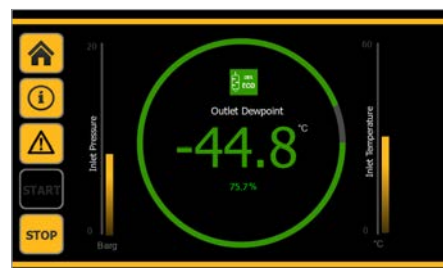 20
60
ECO
Outlet Dewpoint
-44.8 °C
75,7%
Inlet Pressure
Inlet Temperature
START
STOP
0
0
Barg
°C